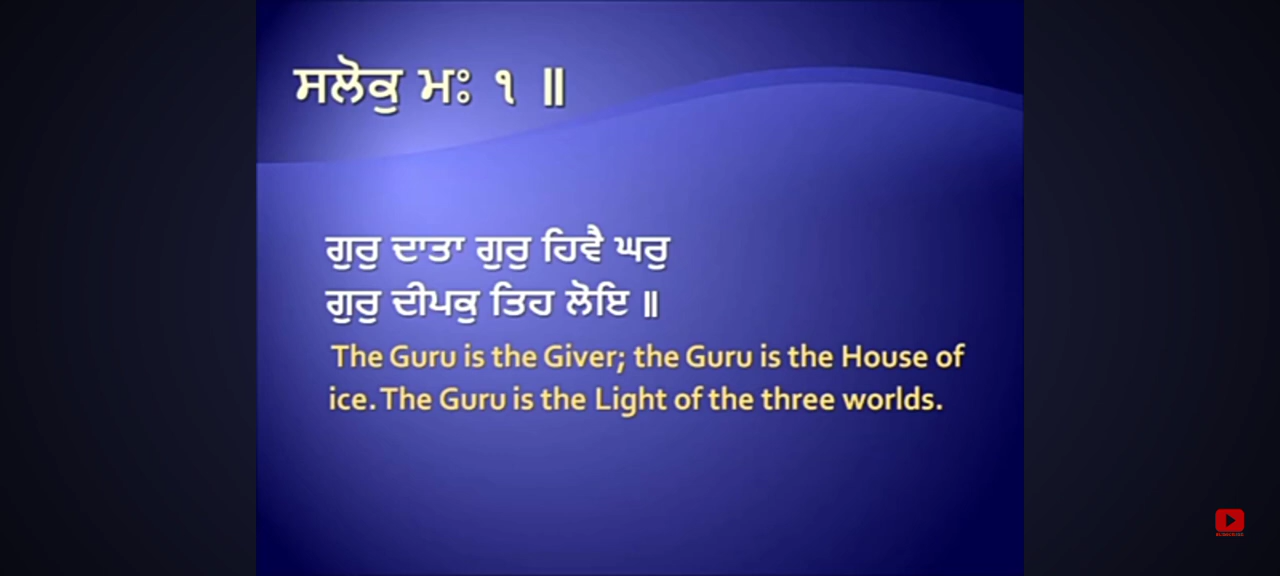 ਸਲੋਕੁ ਮਃ ੧ ॥
ਗੁਰੁ ਦਾਤਾ ਗੁਰੁ ਹਿਵੈ ਘਰੁ
ਗੁਰੁ ਦੀਪਕੁ ਤਿਹ ਲੋਇ ॥
The Guru is the Giver; the Guru is the House of
ice. The Guru is the Light of the three worlds.